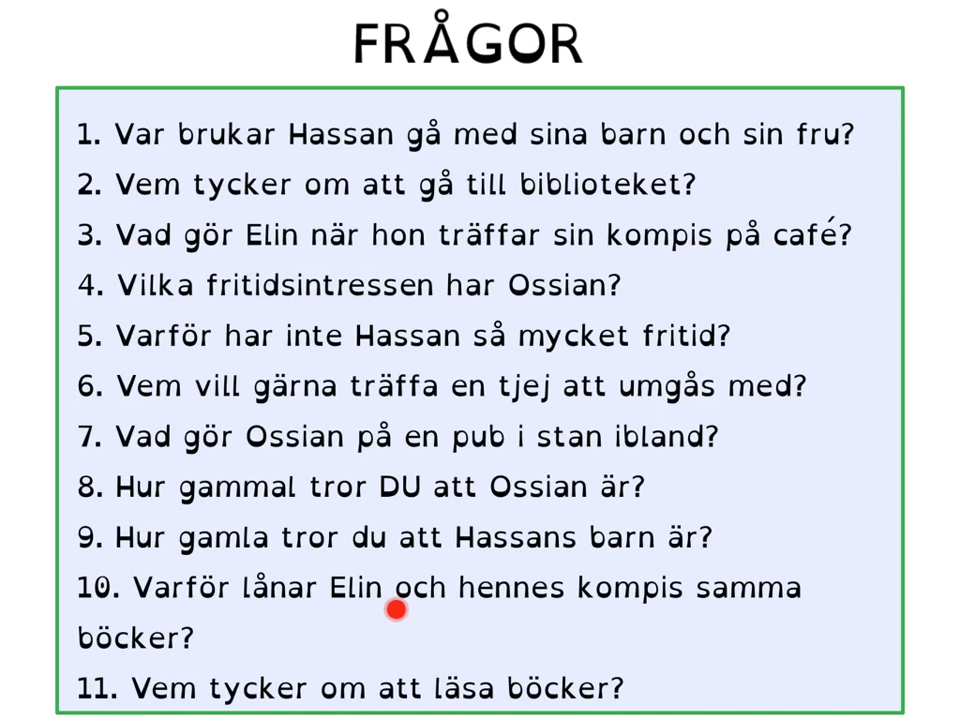 FRÅGOR
1. Var brukar Hassan gå med sina barn och sin fru?
2. Vem tycker om att gå till biblioteket?
3. Vad gör Elin när hon träffar sin kompis på café?
4. Vilka fritidsintressen har Ossian?
5. Varför har inte Hassan så mycket fritid?
6. Vem vill gärna träffa en tjej att umgås med?
7. Vad gör Ossian på en pub i stan ibland?
8. Hur gammal tror DU att Ossian är?
9. Hur gamla tror du att Hassans barn är?
10. Varför lånar Elin och hennes kompis samma
böcker?
11. Vem tycker om att läsa böcker?